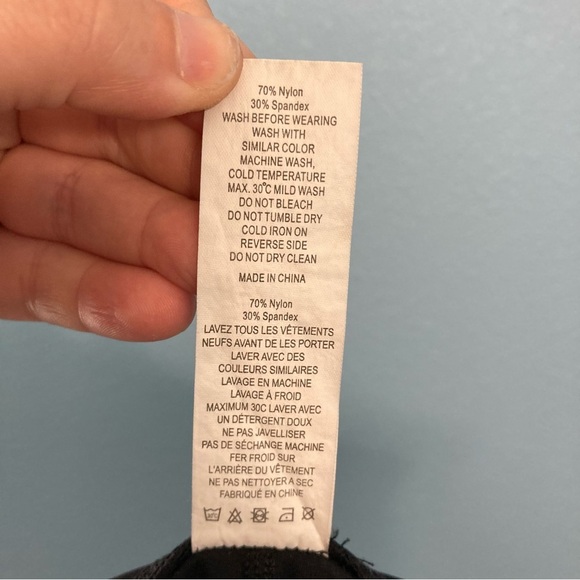 70% Nylon
30% Spandex
WASH BEFORE WEARING
WASH WITH
SIMILAR COLOR
MACHINE WASH,
COLD TEMPERATURE
MAX. 30°C MILD WASH
DO NOT BLEACH
DO NOT TUMBLE DRY
COLD IRON ON
REVERSE SIDE
DO NOT DRY CLEAN
MADE IN CHINA
70% Nylon
30% Spandex
LAVEZ TOUS LES VÊTEMENTS
NEUFS AVANT DE LES PORTER
LAVER AVEC DES
COULEURS SIMILAIRES
LAVAGE EN MACHINE
LAVAGE À FROID
MAXIMUM 30C LAVER AVEC
UN DÉTERGENT DOUX
NE PAS JAVELLISER
PAS DE SÉCHANGE MACHINE
FER FROID SUR
L'ARRIÉRE DU VÊTEMENT
NE PAS NETTOYER A SEC
FABRIQUÉ EN CHINE